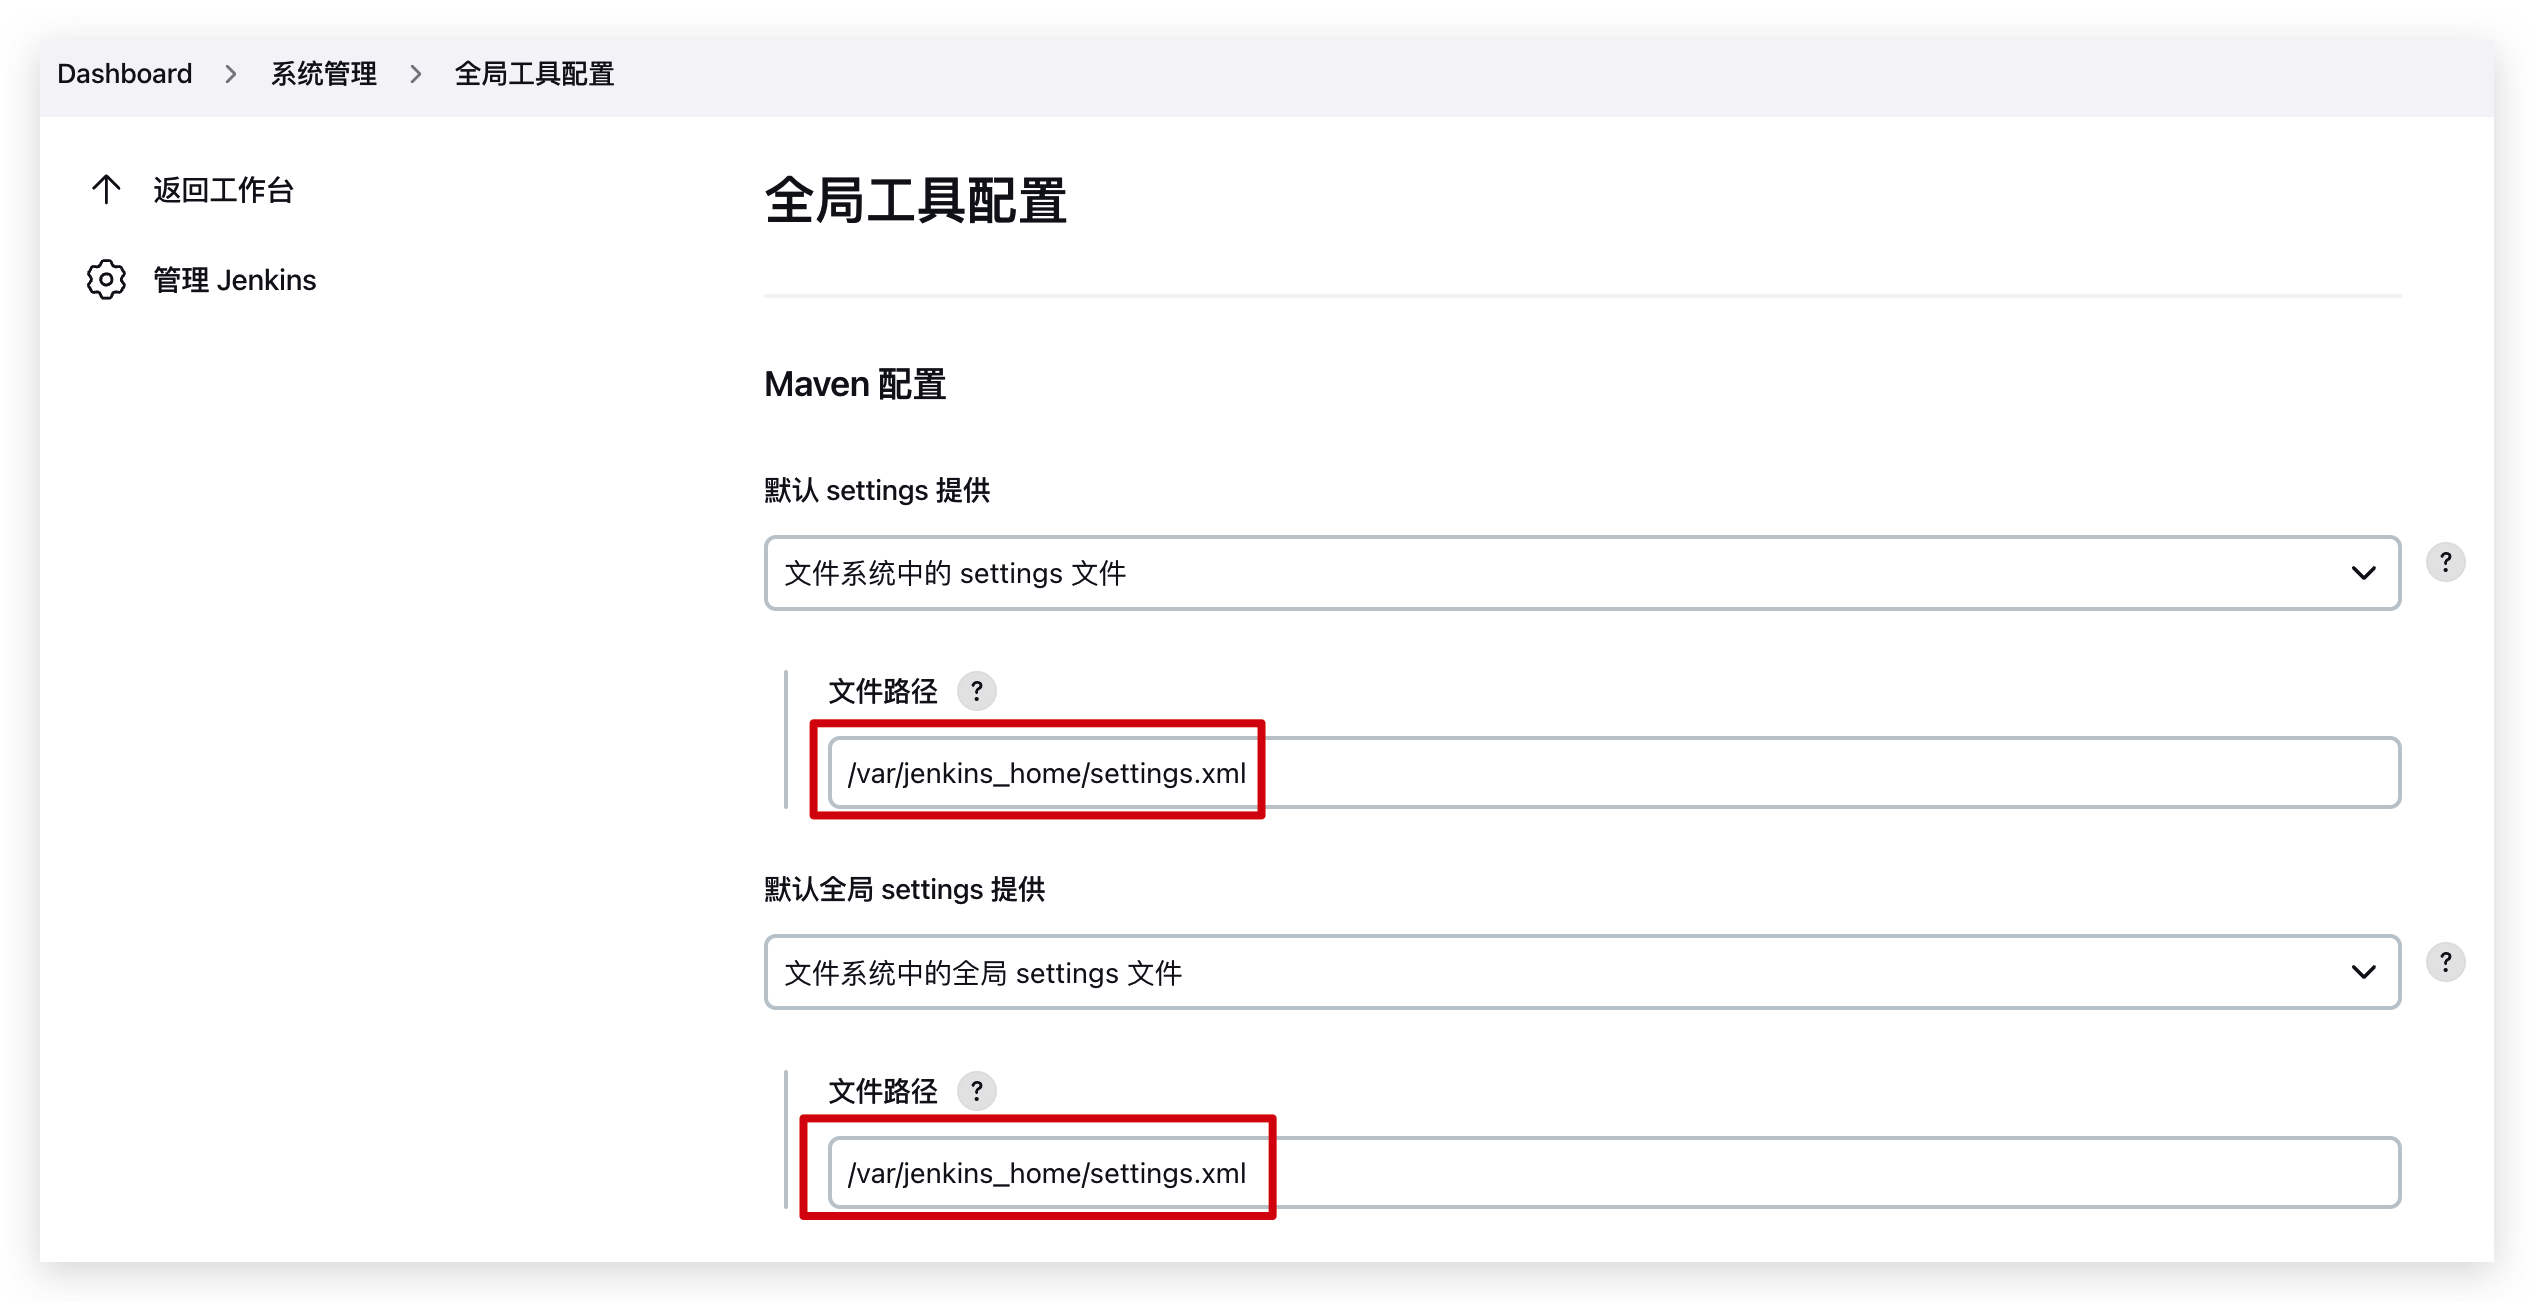 Dashboard > 系统管理 > 全局工具配置
返回工作台
管理 Jenkins
全局工具配置
Maven 配置
默认 settings 提供
文件系统中的 settings 文件
?
文件路径 ?
/var/jenkins_home/settings.xml
默认全局 settings 提供
文件系统中的全局 settings 文件
?
文件路径 ?
/var/jenkins_home/settings.xml